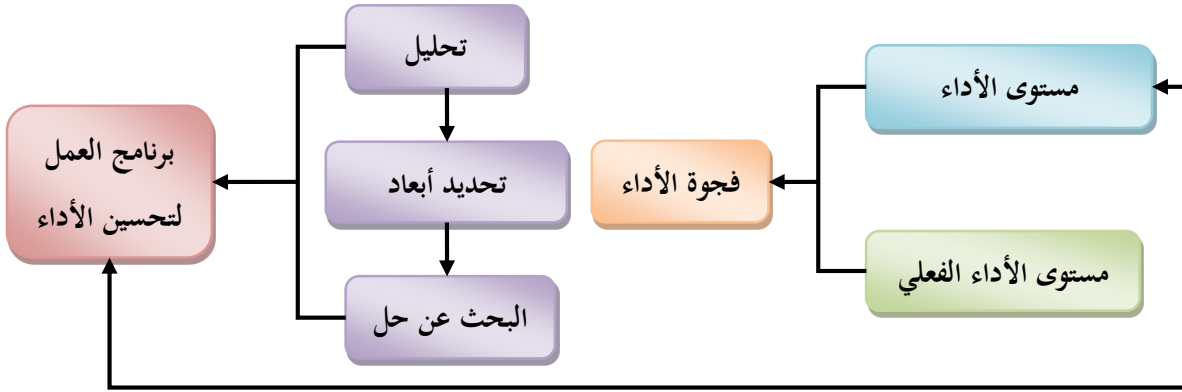 مستوى الأداء
مستوى الأداء الفعلي
فجوة الأداء
تحليل
تحديد أبعاد
البحث عن حل
برنامج العمل
لتحسين الأداء